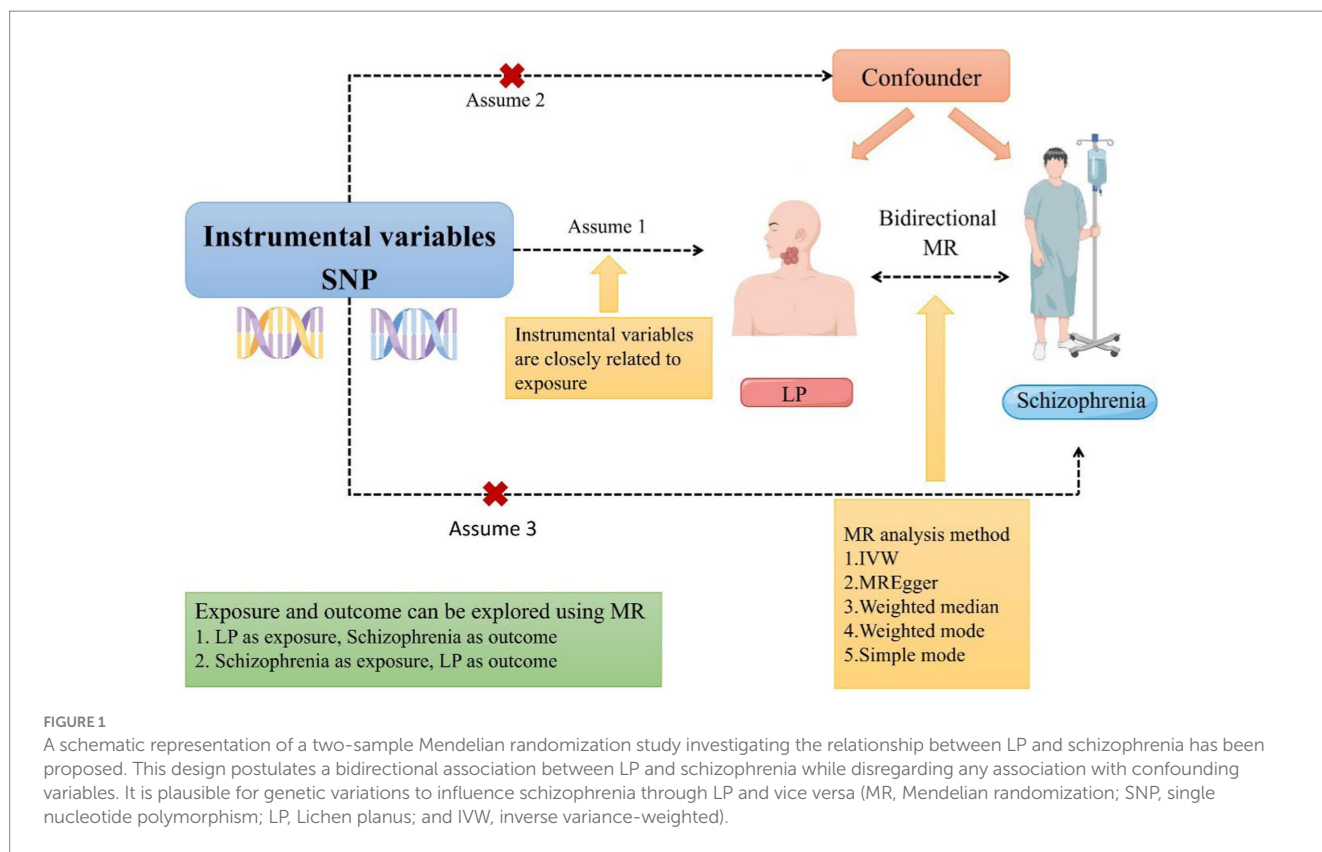 Confounder
Assume 2
Instrumental variables
SNP
Assume 1
Bidirectional
MR
Instrumental variables
are closely related to
exposure
LP
Schizophrenia
Assume 3
MR analysis method
1.IVW
2.MREgger
3.Weighted median
4.Weighted mode
5.Simple mode
Exposure and outcome can be explored using MR
1. LP as exposure, Schizophrenia as outcome
2. Schizophrenia as exposure, LP as outcome
FIGURE 1
A schematic representation of a two-sample Mendelian randomization study investigating the relationship between LP and schizophrenia has been
proposed. This design postulates a bidirectional association between LP and schizophrenia while disregarding any association with confounding
variables. It is plausible for genetic variations to influence schizophrenia through LP and vice versa (MR, Mendelian randomization; SNP, single
nucleotide polymorphism; LP, Lichen planus; and IVW, inverse variance-weighted).